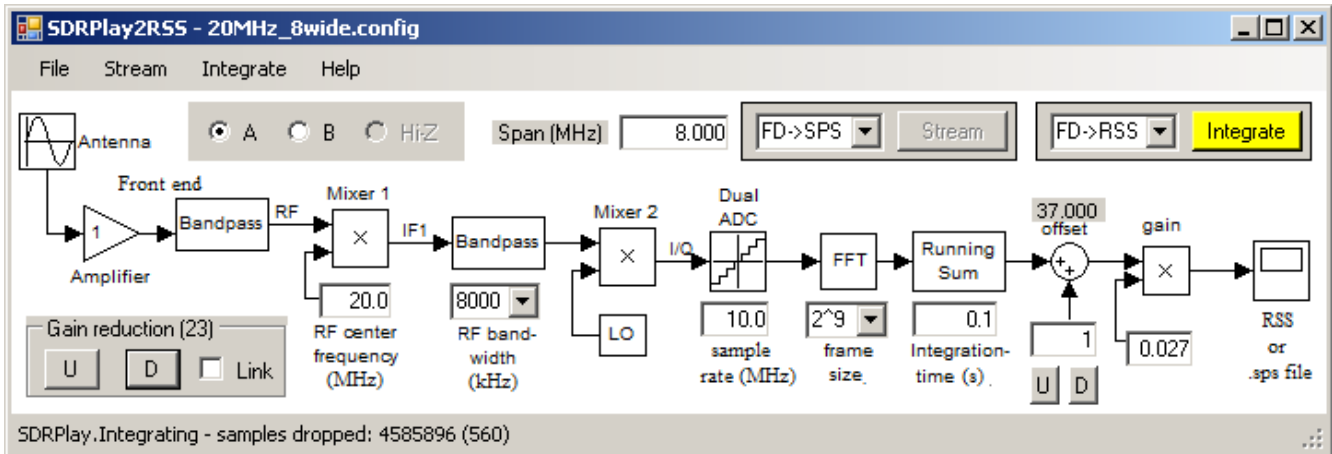 SDRPlay2RSS - 20MHz_8wide.config
File Stream Integrate Help
Antenna
A B Hi-Z
Span (MHz) 8.000
FD->SPS Stream
FD->RSS Integrate
Front end
1
Amplifier
Bandpass
RF
Mixer 1
×
20.0
RF center
frequency
(MHz)
IF1
Bandpass
8000
RF band-
width
(kHz)
Mixer 2
×
LO
I/Q
Dual
ADC
10.0
sample
rate (MHz)
FFT
2^9
frame
size.
Running
Sum
0.1
Integration-
time (s) .
37.000
offset
+
+
1
U D
gain
×
0.027
RSS
or
.sps file
Gain reduction (23)
U D Link
SDRPlay.Integrating - samples dropped: 4585896 (560)